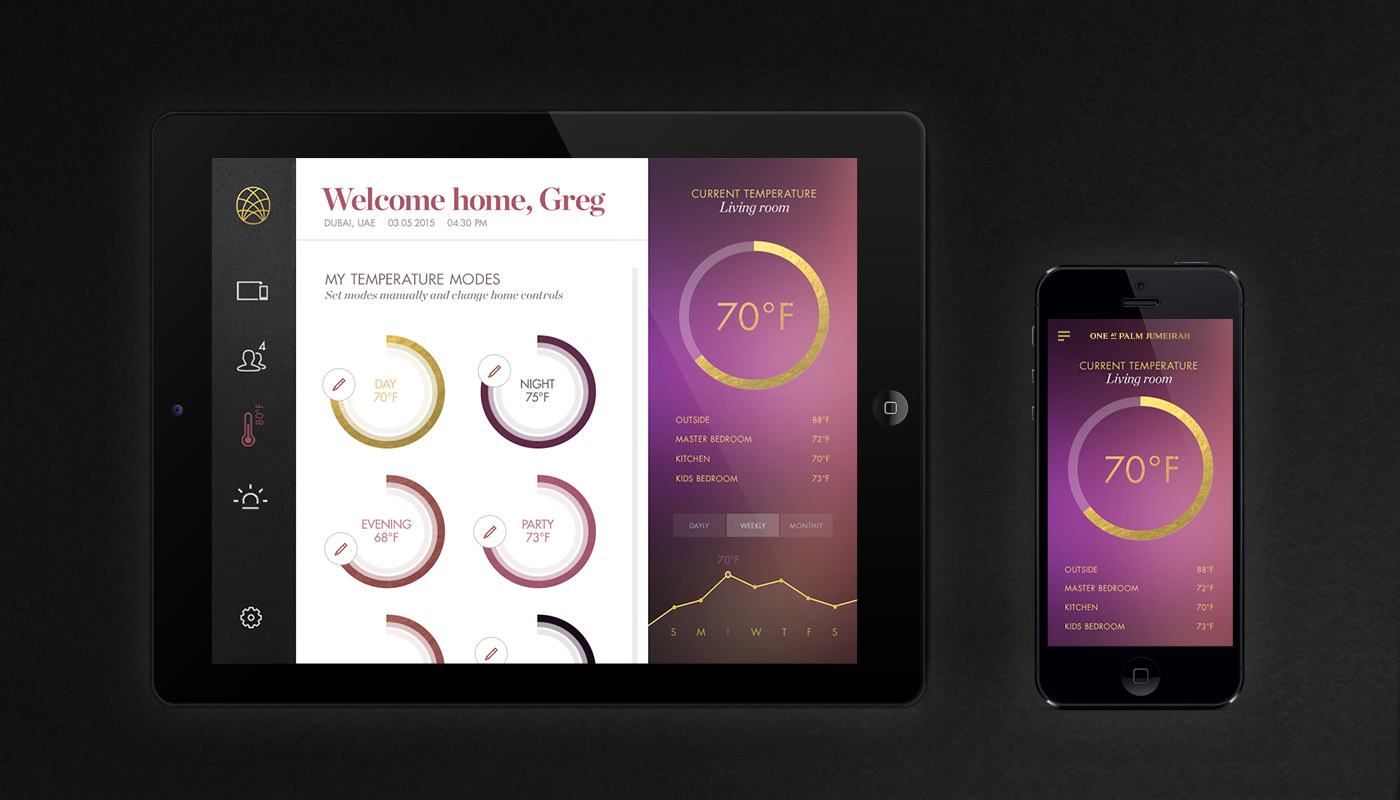 Welcome home, Greg
DUBAI, UAE 03.05.2015 04:30 PM
4
80°F
MY TEMPERATURE MODES
Set modes manually and change home controls
DAY
70°F
NIGHT
75°F
EVENING
68°F
PARTY
73°F
CURRENT TEMPERATURE
Living room
70°F
OUTSIDE 88°F
MASTER BEDROOM 72°F
KITCHEN 70°F
KIDS BEDROOM 73°F
DAYLY WEEKLY MONTHLY
70°F
S M T W T F S
ONE AT PALM JUMEIRAH
CURRENT TEMPERATURE
Living room
70°F
OUTSIDE 88°F
MASTER BEDROOM 72°F
KITCHEN 70°F
KIDS BEDROOM 73°F